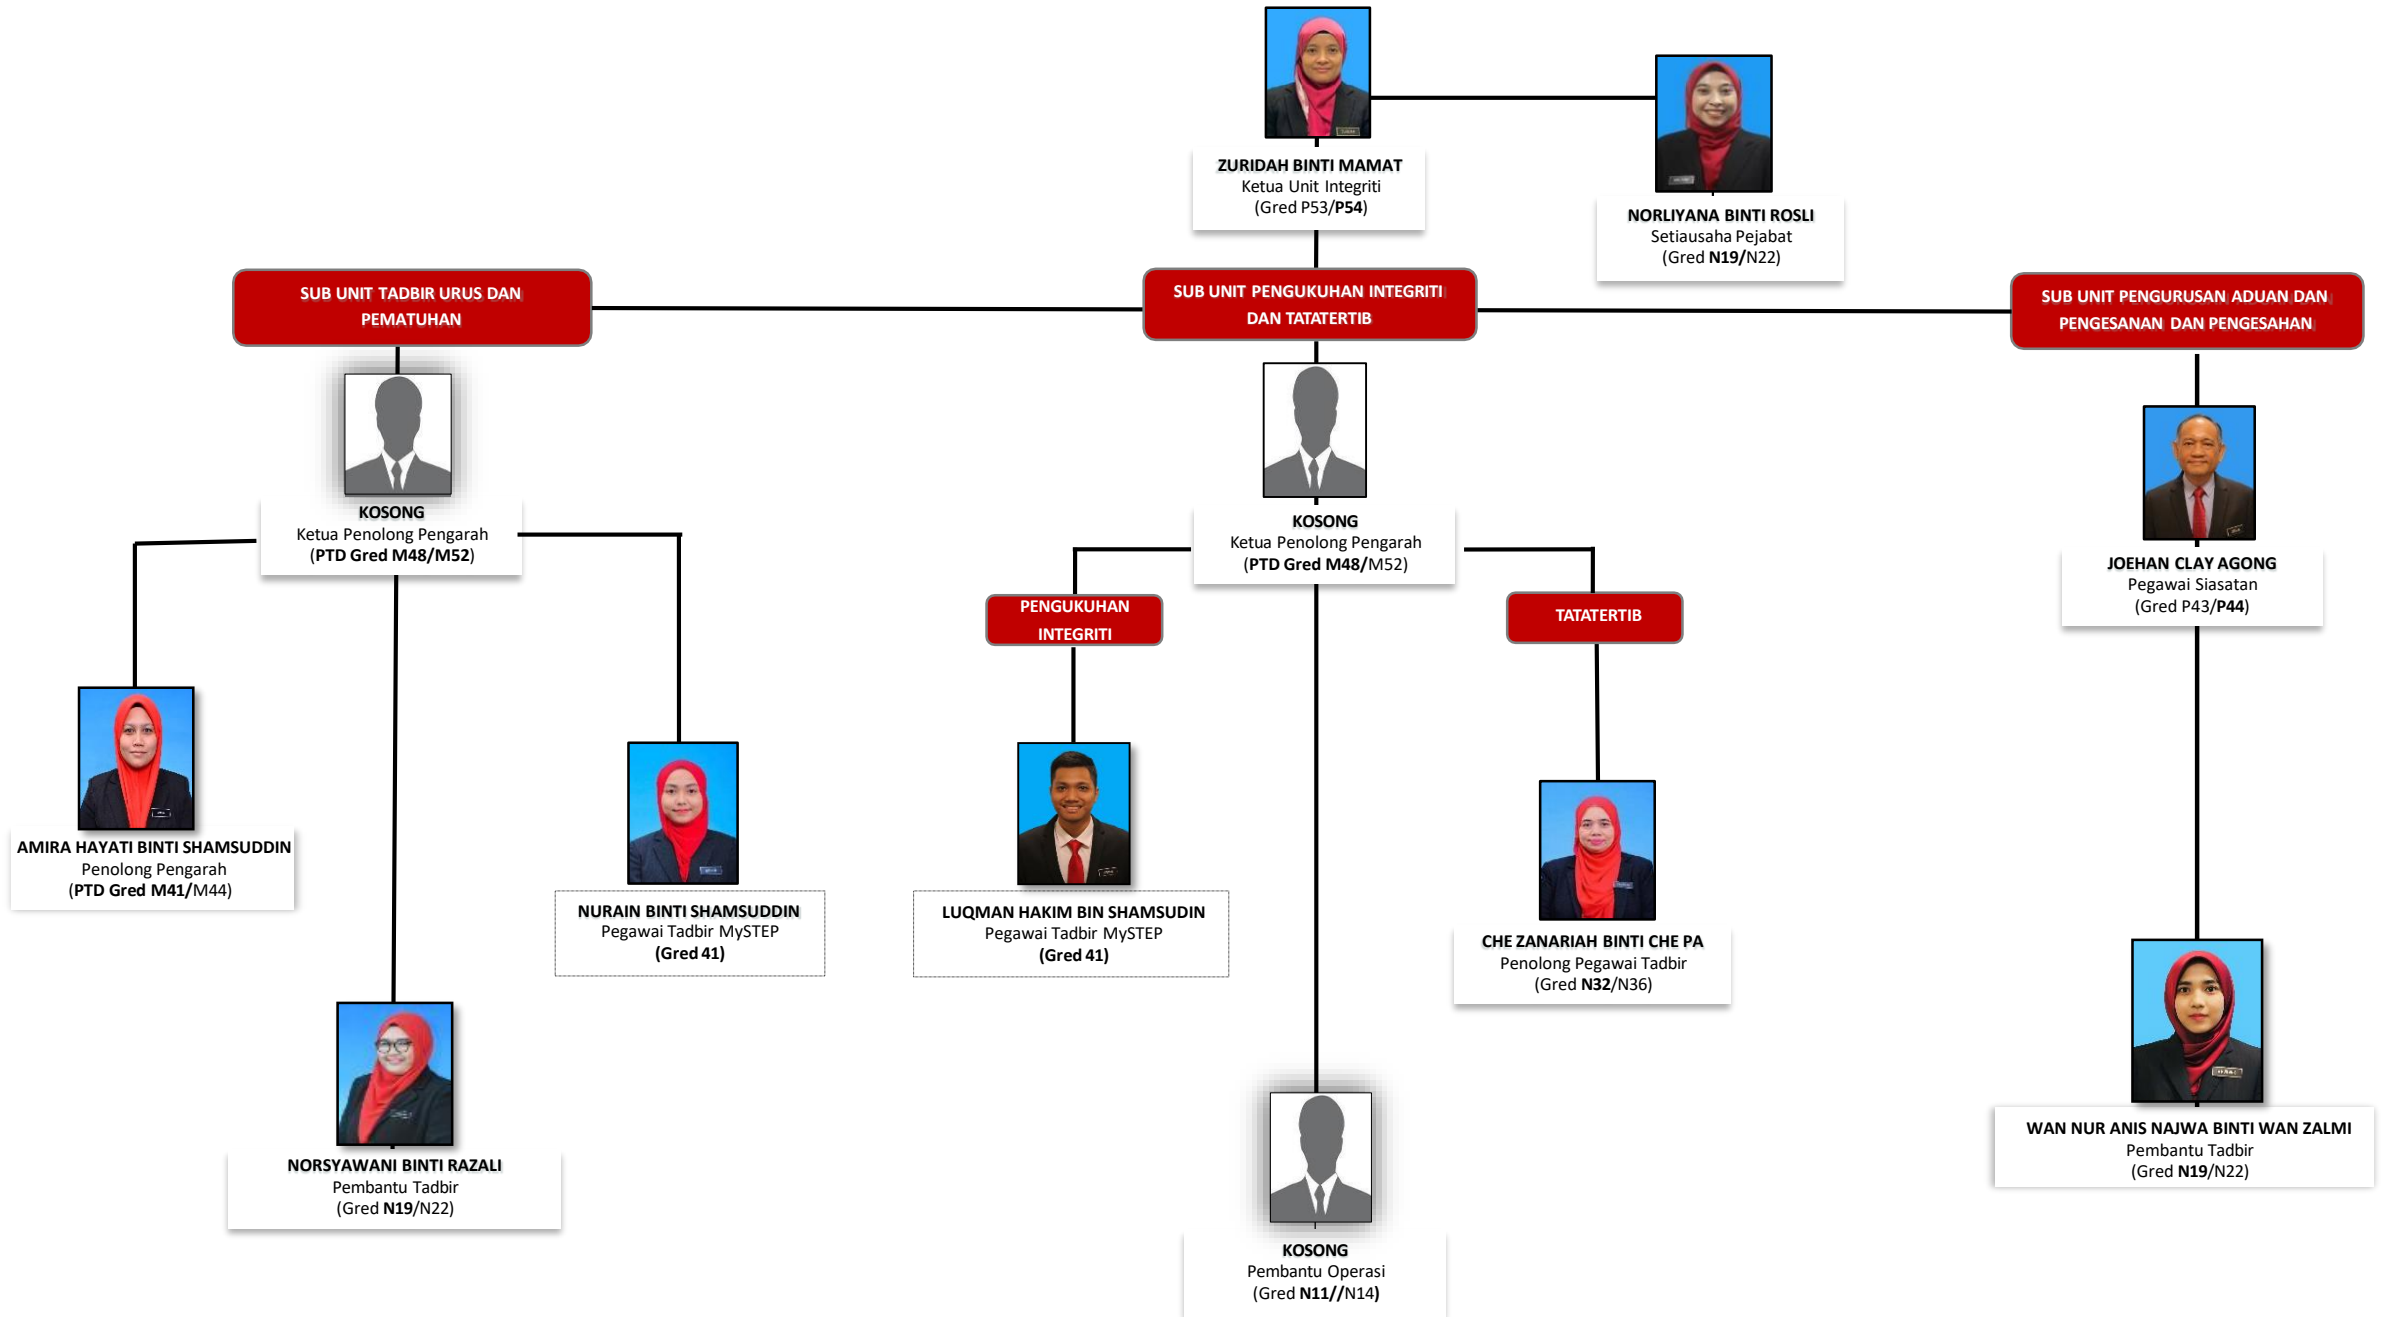 ZURIDAH BINTI MAMAT
Ketua Unit Integriti
(Gred P53/P54)
NORLIYANA BINTI ROSLI
Setiausaha Pejabat
(Gred N19/N22)
SUB UNIT TADBIR URUS DAN
PEMATUHAN
SUB UNIT PENGUKUHAN INTEGRITI
DAN TATATERTIB
SUB UNIT PENGURUSAN ADUAN DAN
PENGESANAN DAN PENGESAHAN
KOSONG
Ketua Penolong Pengarah
(PTD Gred M48/M52)
KOSONG
Ketua Penolong Pengarah
(PTD Gred M48/M52)
JOEHAN CLAY AGONG
Pegawai Siasatan
(Gred P43/P44)
PENGUKUHAN
INTEGRITI
TATATERTIB
AMIRA HAYATI BINTI SHAMSUDDIN
Penolong Pengarah
(PTD Gred M41/M44)
NURAIN BINTI SHAMSUDDIN
Pegawai Tadbir MySTEP
(Gred 41)
LUQMAN HAKIM BIN SHAMSUDIN
Pegawai Tadbir MySTEP
(Gred 41)
CHE ZANARIAH BINTI CHE PA
Penolong Pegawai Tadbir
(Gred N32/N36)
NORSYAWANI BINTI RAZALI
Pembantu Tadbir
(Gred N19/N22)
WAN NUR ANIS NAJWA BINTI WAN ZALMI
Pembantu Tadbir
(Gred N19/N22)
KOSONG
Pembantu Operasi
(Gred N11//N14)